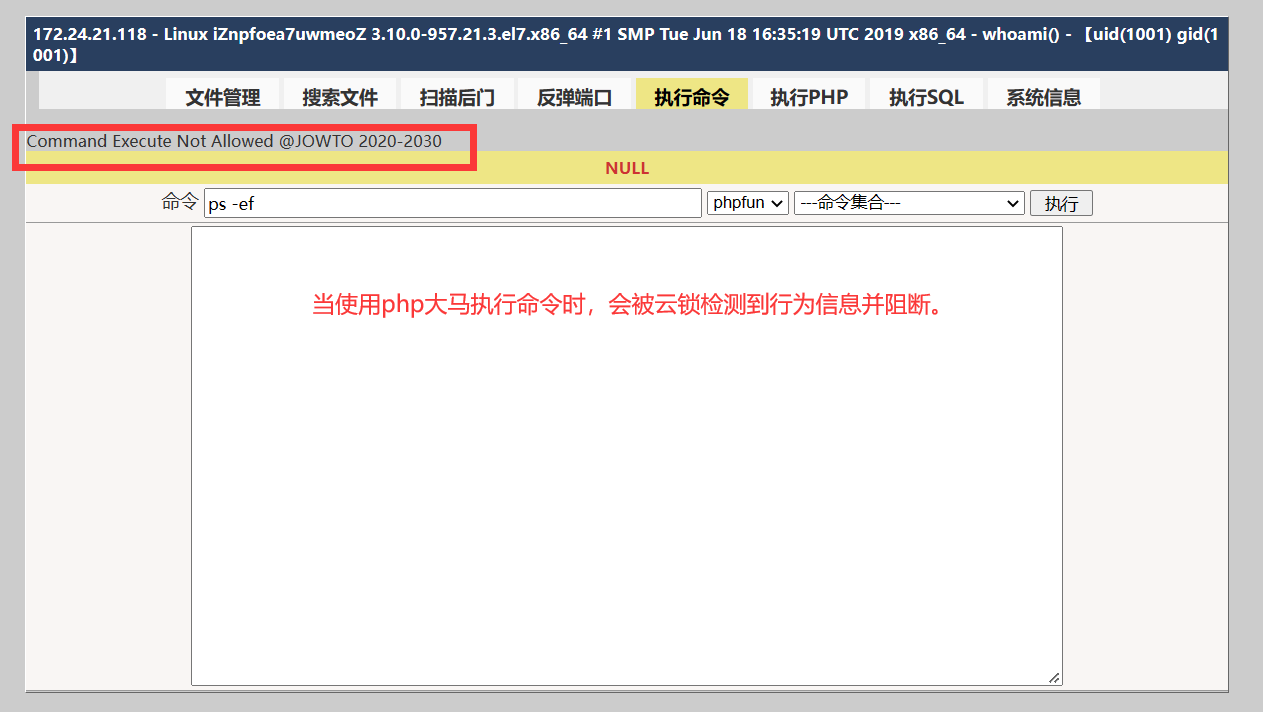 172.24.21.118 - Linux iZnpfoea7uwmeoZ 3.10.0-957.21.3.el7.x86_64 #1 SMP Tue Jun 18 16:35:19 UTC 2019 x86_64 - whoami() - 【uid(1001) gid(1
001)】
文件管理 搜索文件 扫描后门 反弹端口 执行命令 执行PHP 执行SQL 系统信息
Command Execute Not Allowed @JOWTO 2020-2030
NULL
命令 ps -ef phpfun ---命令集合--- 执行
当使用php大马执行命令时，会被云锁检测到行为信息并阻断。